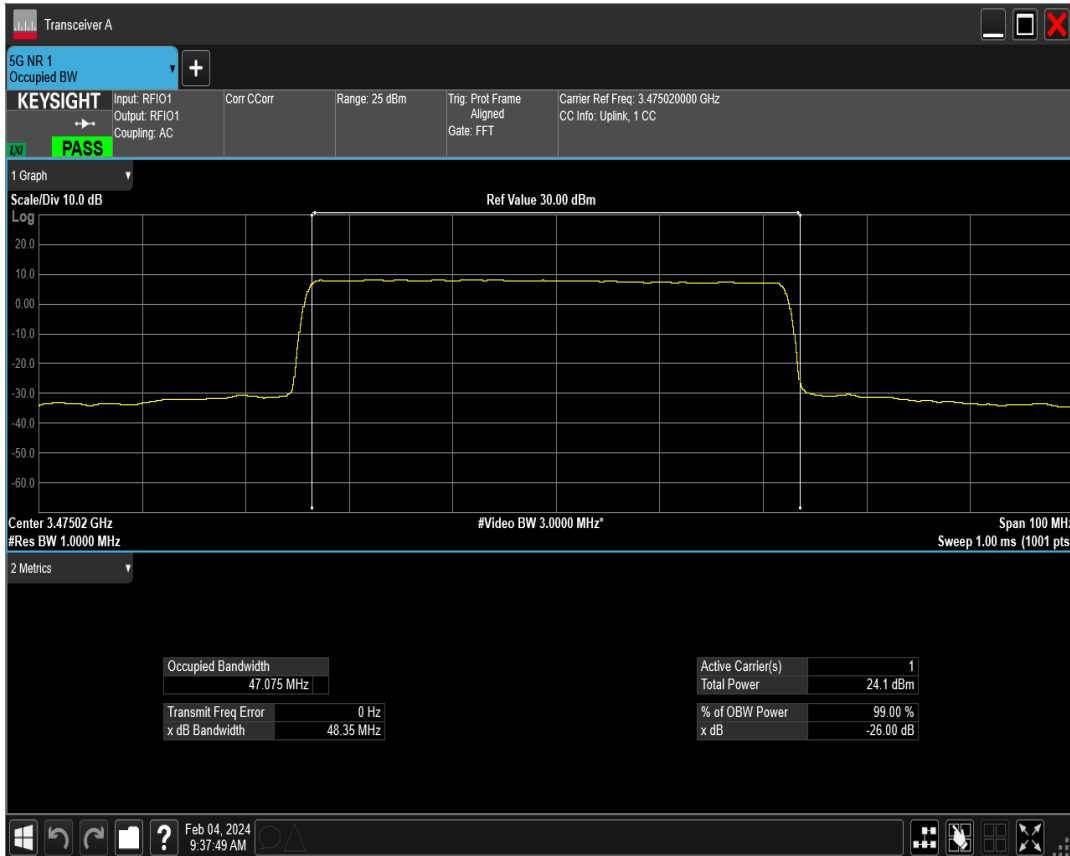 Transceiver A
5G NR 1
Occupied BW
+
KEYSIGHT
LXI
PASS
Input: RFIO1
Output: RFIO1
Coupling: AC
Corr CCorr
Range: 25 dBm
Trig: Prot Frame
Aligned
Gate: FFT
Carrier Ref Freq: 3.475020000 GHz
CC Info: Uplink, 1 CC
1 Graph
Scale/Div 10.0 dB
Ref Value 30.00 dBm
Log
20.0
10.0
0.00
-10.0
-20.0
-30.0
-40.0
-50.0
-60.0
Center 3.47502 GHz
#Video BW 3.0000 MHz*
Span 100 MHz
#Res BW 1.0000 MHz
Sweep 1.00 ms (1001 pts
2 Metrics
Occupied Bandwidth
47.075 MHz
Transmit Freq Error 0 Hz
x dB Bandwidth 48.35 MHz
Active Carrier(s) 1
Total Power 24.1 dBm
% of OBW Power 99.00 %
x dB -26.00 dB
?
Feb 04, 2024
9:37:49 AM